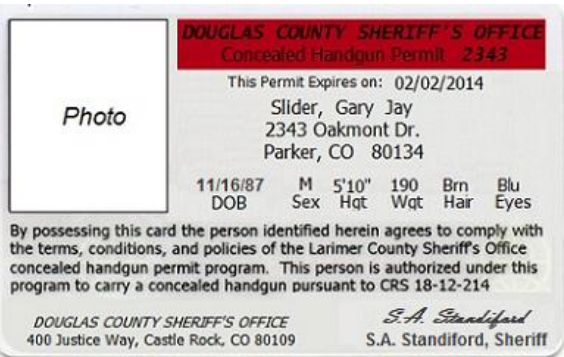 DOUGLAS COUNTY SHERIFF'S OFFICE
Concealed Handgun Permit 2343
This Permit Expires on: 02/02/2014
Photo
Slider, Gary Jay
2343 Oakmont Dr.
Parker, CO 80134
11/16/87 M 5'10" 190 Brn Blu
DOB Sex Hgt Wgt Hair Eyes
By possessing this card the person identified herein agrees to comply with
the terms, conditions, and policies of the Larimer County Sheriff's Office
concealed handgun permit program. This person is authorized under this
program to carry a concealed handgun pursuant to CRS 18-12-214
DOUGLAS COUNTY SHERIFF'S OFFICE
400 Justice Way, Castle Rock, CO 80109
S.A. Standiford
S.A. Standiford, Sheriff